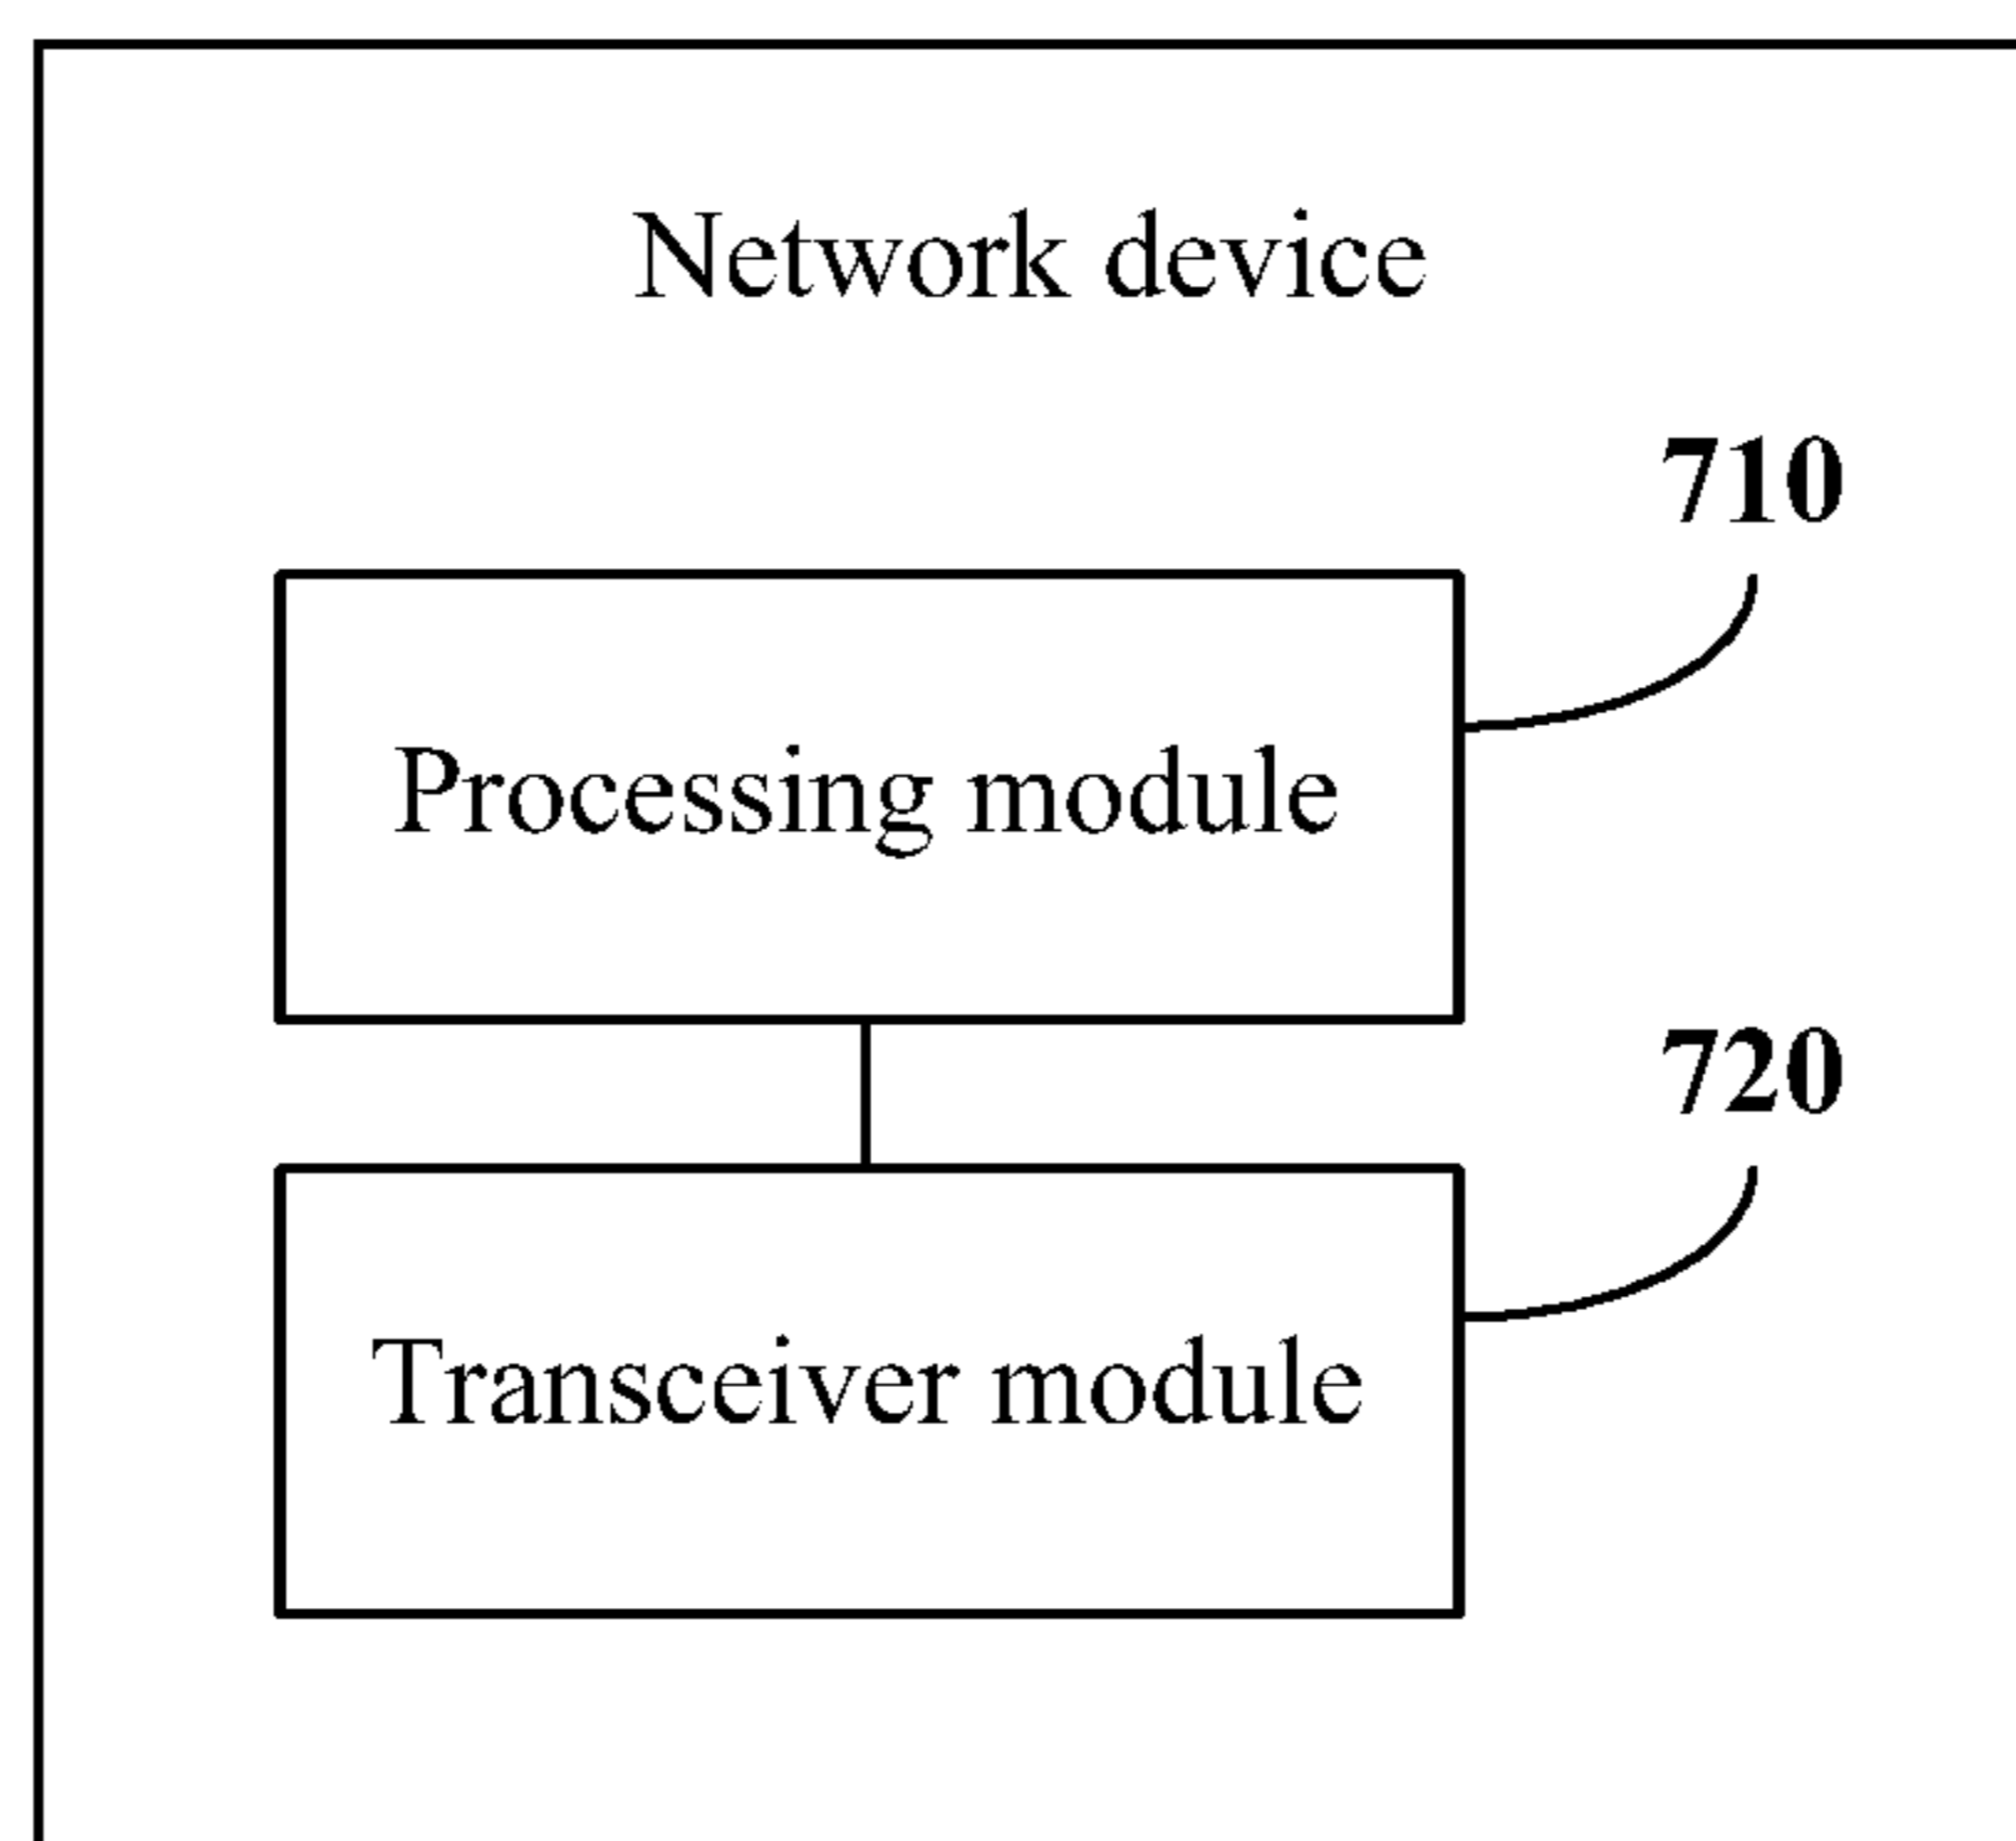 Network device
710
Processing module
720
Transceiver module